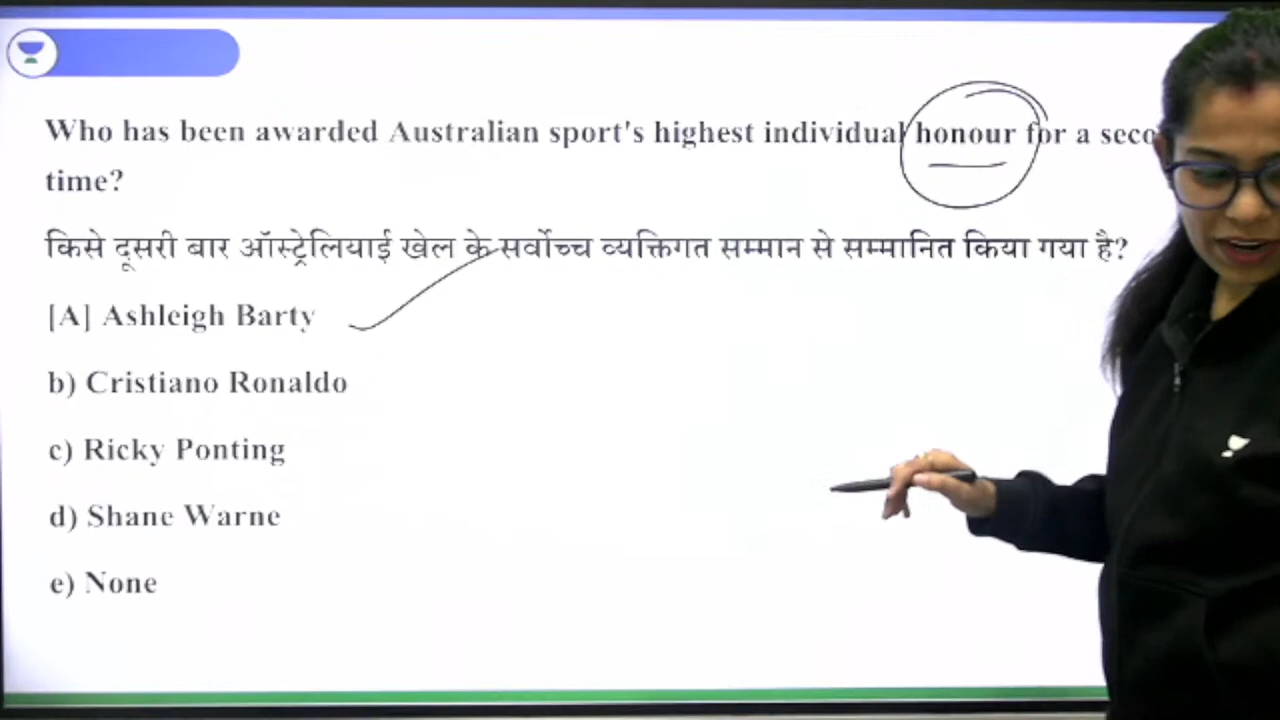 Who has been awarded Australian sport's highest individual honour for a seco
time?
किसे दूसरी बार ऑस्ट्रेलियाई खेल के सर्वोच्च व्यक्तिगत सम्मान से सम्मानित किया गया है?
[A] Ashleigh Barty
b) Cristiano Ronaldo
c) Ricky Ponting
d) Shane Warne
e) None